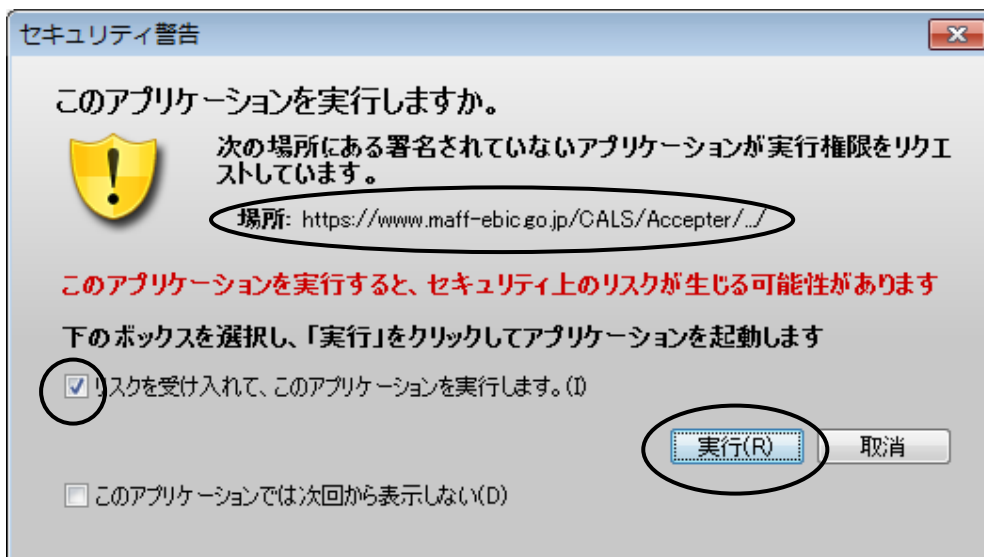 セキュリティ警告
このアプリケーションを実行しますか。
次の場所にある署名されていないアプリケーションが実行権限をリクエ
ストしています。
場所: https://www.maff-ebic.go.jp/CALS/Accepter/../
このアプリケーションを実行すると、セキュリティ上のリスクが生じる可能性があります
下のボックスを選択し、「実行」をクリックしてアプリケーションを起動します
リスクを受け入れて、このアプリケーションを実行します。(I)
実行(R) 取消
このアプリケーションでは次回から表示しない(D)